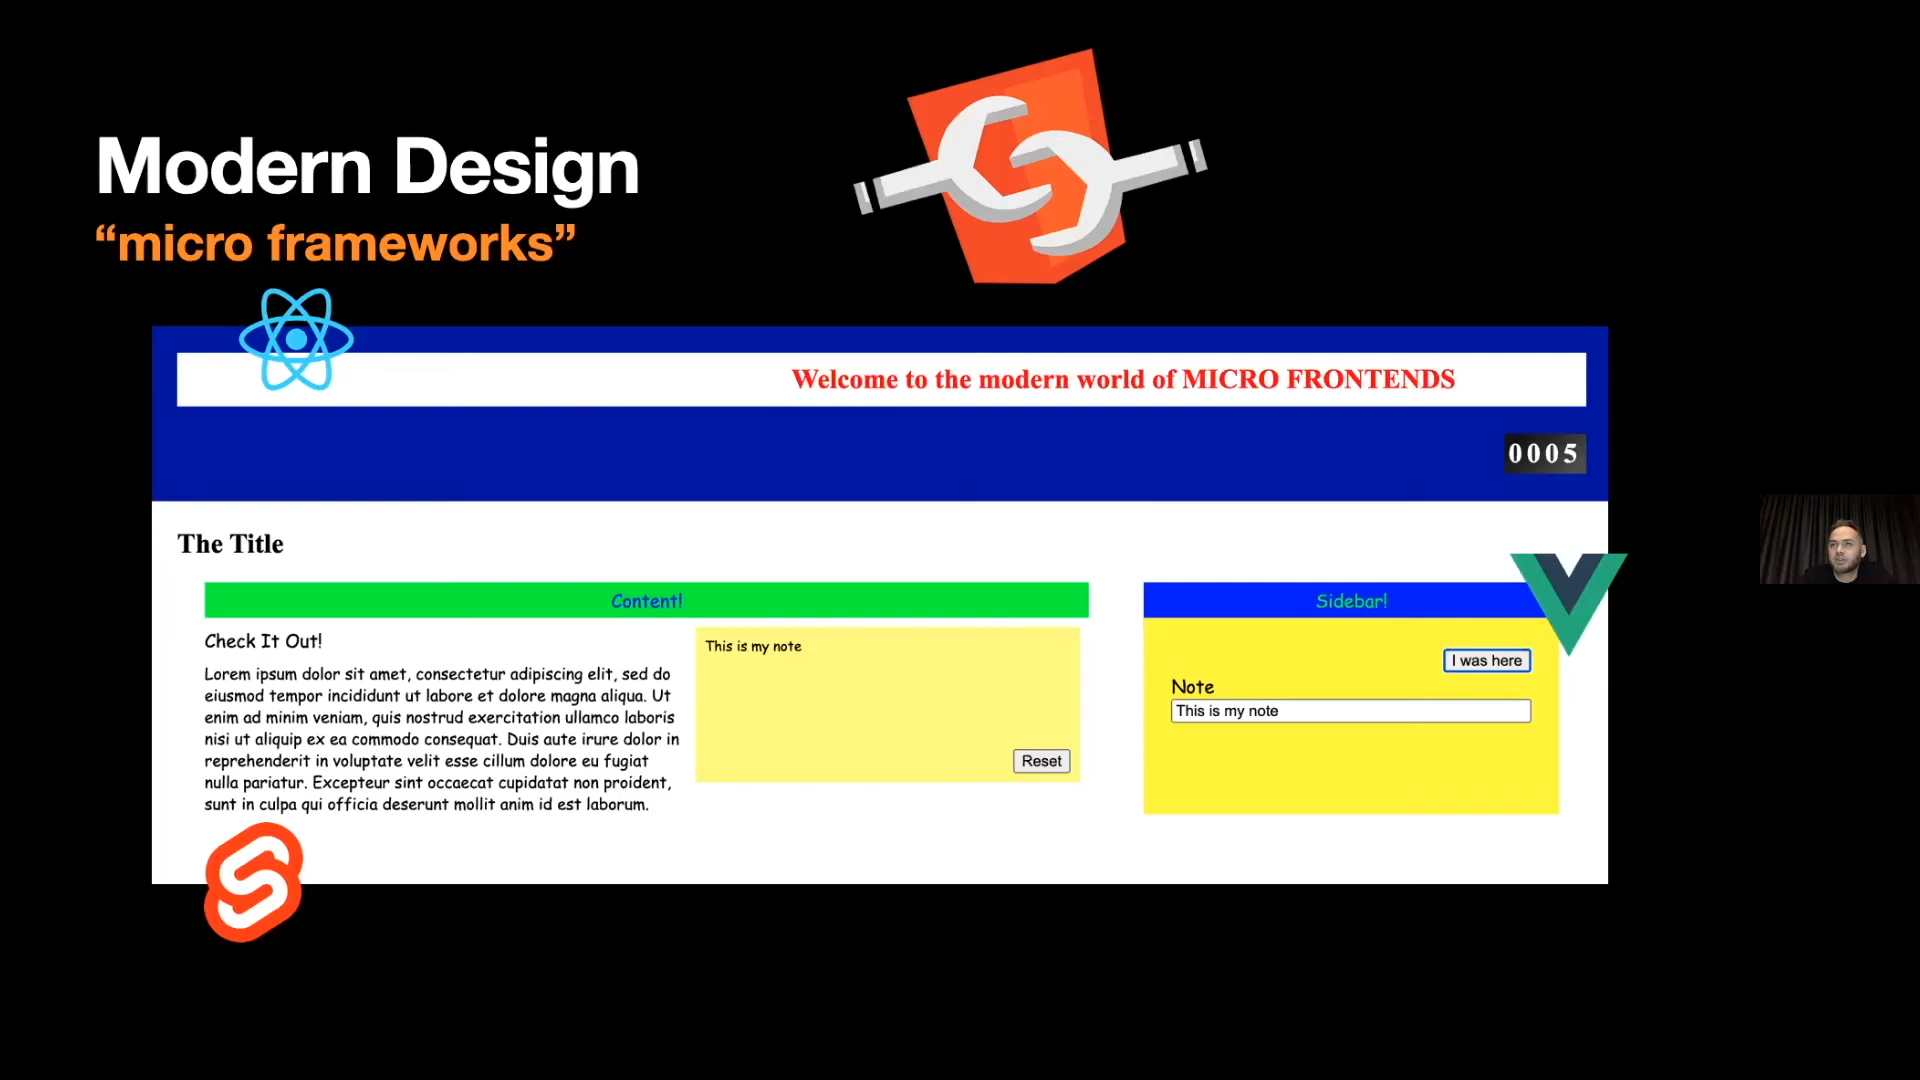 Modern Design
“micro frameworks”
Welcome to the modern world of MICRO FRONTENDS
0005
The Title
Content!
Sidebar!
Check It Out!
Lorem ipsum dolor sit amet, consectetur adipiscing elit, sed do
eiusmod tempor incididunt ut labore et dolore magna aliqua. Ut
enim ad minim veniam, quis nostrud exercitation ullamco laboris
nisi ut aliquip ex ea commodo consequat. Duis aute irure dolor in
reprehenderit in voluptate velit esse cillum dolore eu fugiat
nulla pariatur. Excepteur sint occaecat cupidatat non proident,
sunt in culpa qui officia deserunt mollit anim id est laborum.
This is my note
Reset
I was here
Note
This is my note